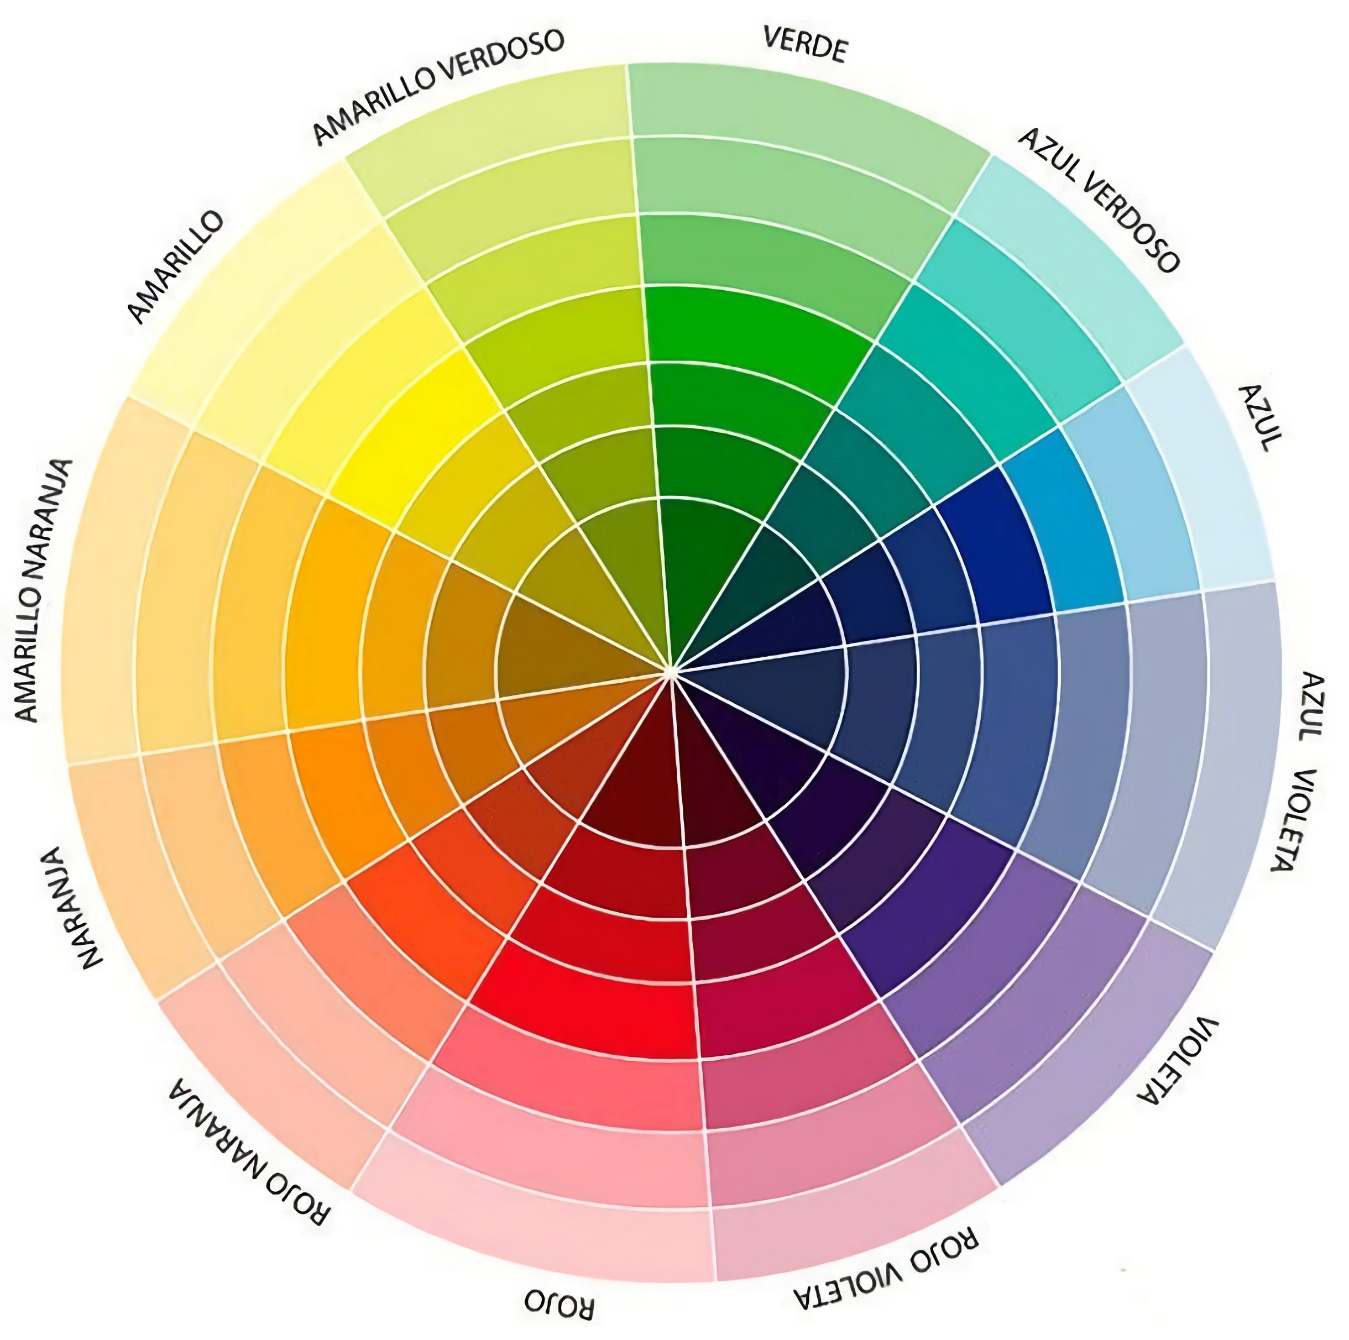 VERDE
AZUL VERDOSO
AZUL
AZUL VIOLETA
VIOLETA
ROJO VIOLETA
ROJO
ROJO NARANJA
NARANJA
AMARILLO NARANJA
AMARILLO
AMARILLO VERDOSO